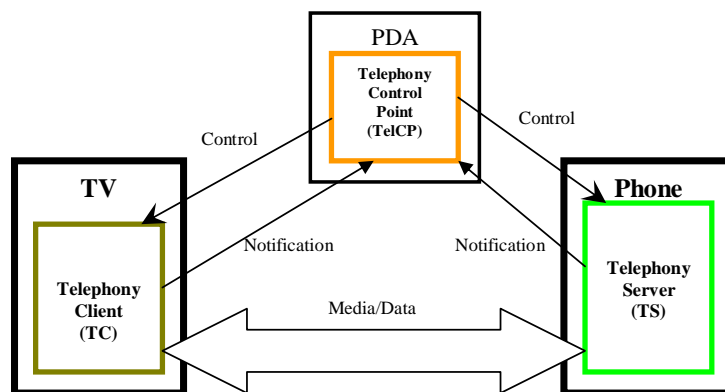 PDA
Telephony
Control
Point
(TelCP)
Control
Control
TV
Phone
Notification
Notification
Telephony
Client
(TC)
Media/Data
Telephony
Server
(TS)